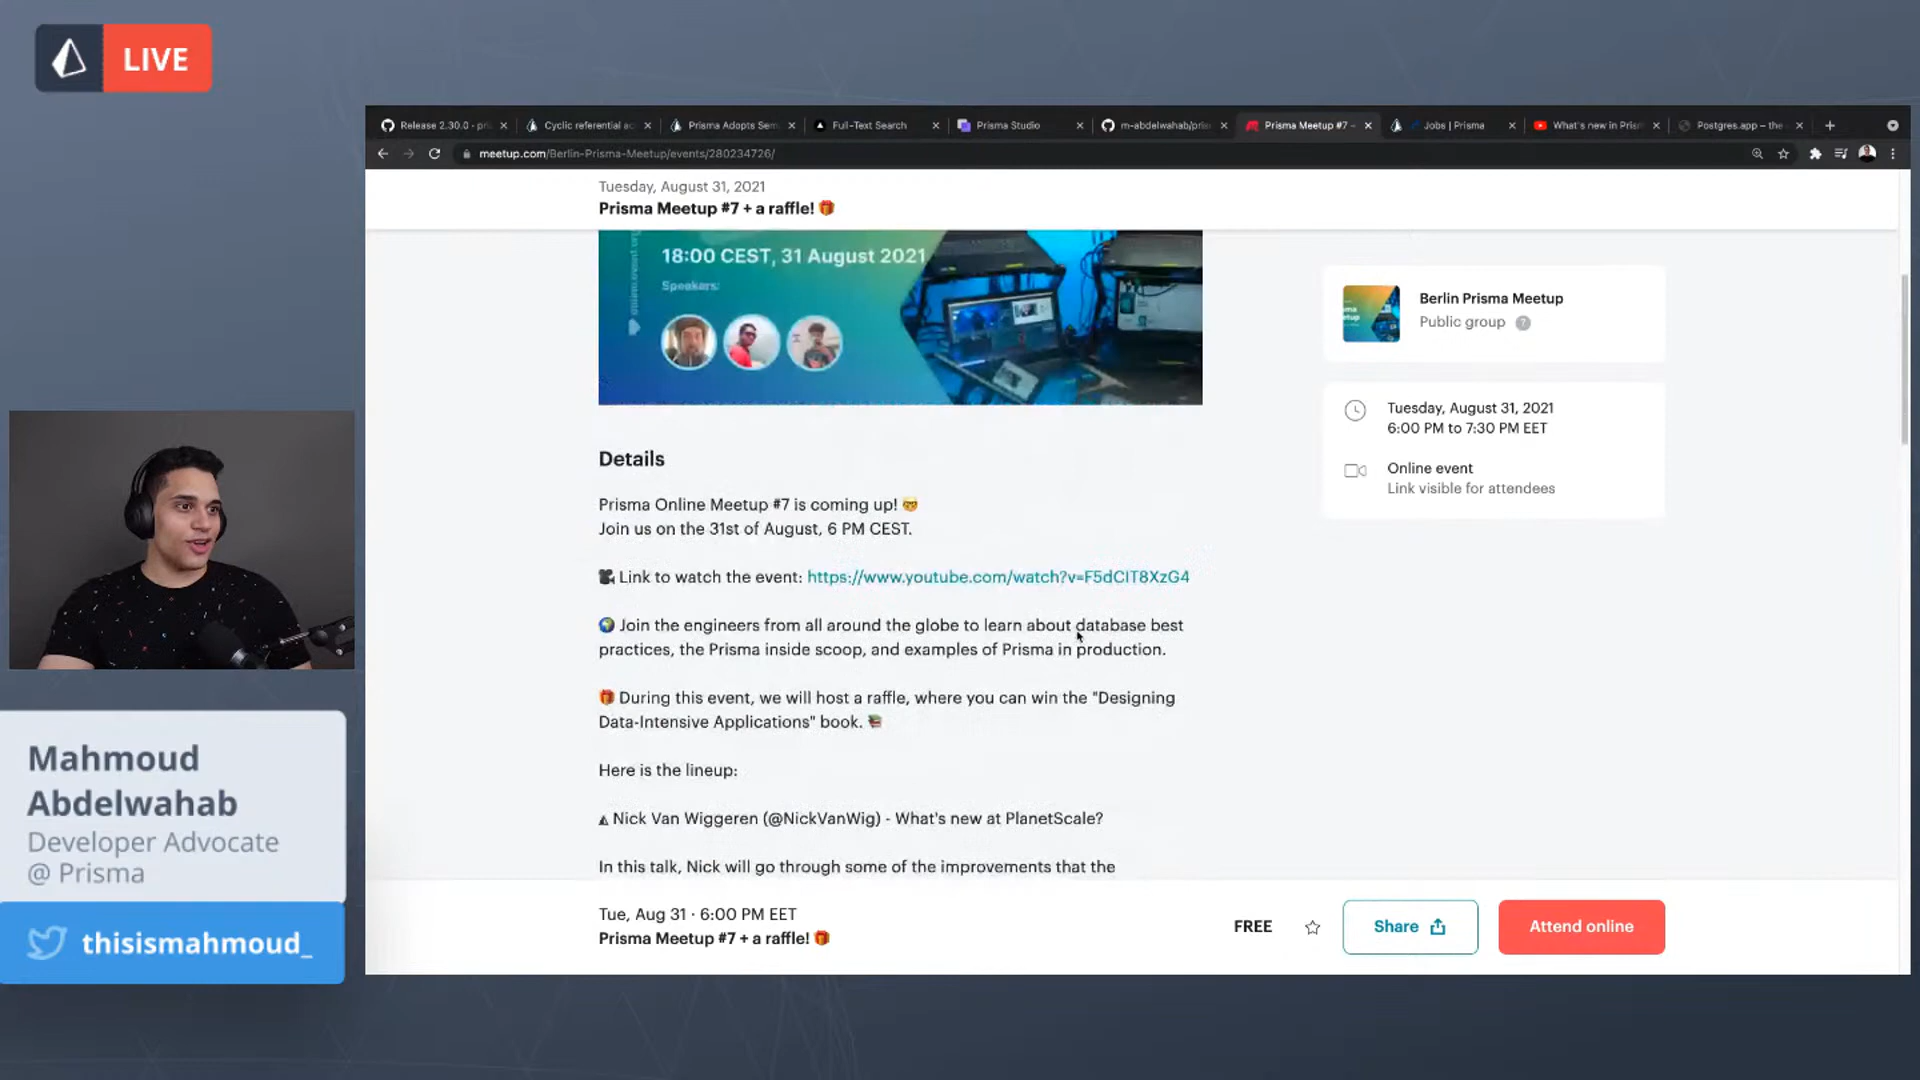 LIVE
Release 2.30.0 · pri
Cyclic referential ac
Prisma Adopts Sem
Full-Text Search
Prisma Studio
m-abdelwahab/pris
Prisma Meetup #7 –
Jobs | Prisma
What's new in Prism
Postgres.app – the
meetup.com/Berlin-Prisma-Meetup/events/280234726/
Tuesday, August 31, 2021
Prisma Meetup #7 + a raffle! 🎁
18:00 CEST, 31 August 2021
Speakers:
Berlin Prisma Meetup
Public group ?
Tuesday, August 31, 2021
6:00 PM to 7:30 PM EET
Online event
Link visible for attendees
Details
Prisma Online Meetup #7 is coming up! 🤓
Join us on the 31st of August, 6 PM CEST.
🎥 Link to watch the event: https://www.youtube.com/watch?v=F5dClT8XzG4
🌍 Join the engineers from all around the globe to learn about database best
practices, the Prisma inside scoop, and examples of Prisma in production.
🎁 During this event, we will host a raffle, where you can win the "Designing
Data-Intensive Applications" book. 📚
Here is the lineup:
Nick Van Wiggeren (@NickVanWig) - What's new at PlanetScale?
In this talk, Nick will go through some of the improvements that the
Tue, Aug 31 · 6:00 PM EET
Prisma Meetup #7 + a raffle! 🎁
FREE
Share
Attend online
Mahmoud
Abdelwahab
Developer Advocate
@ Prisma
thisismahmoud_